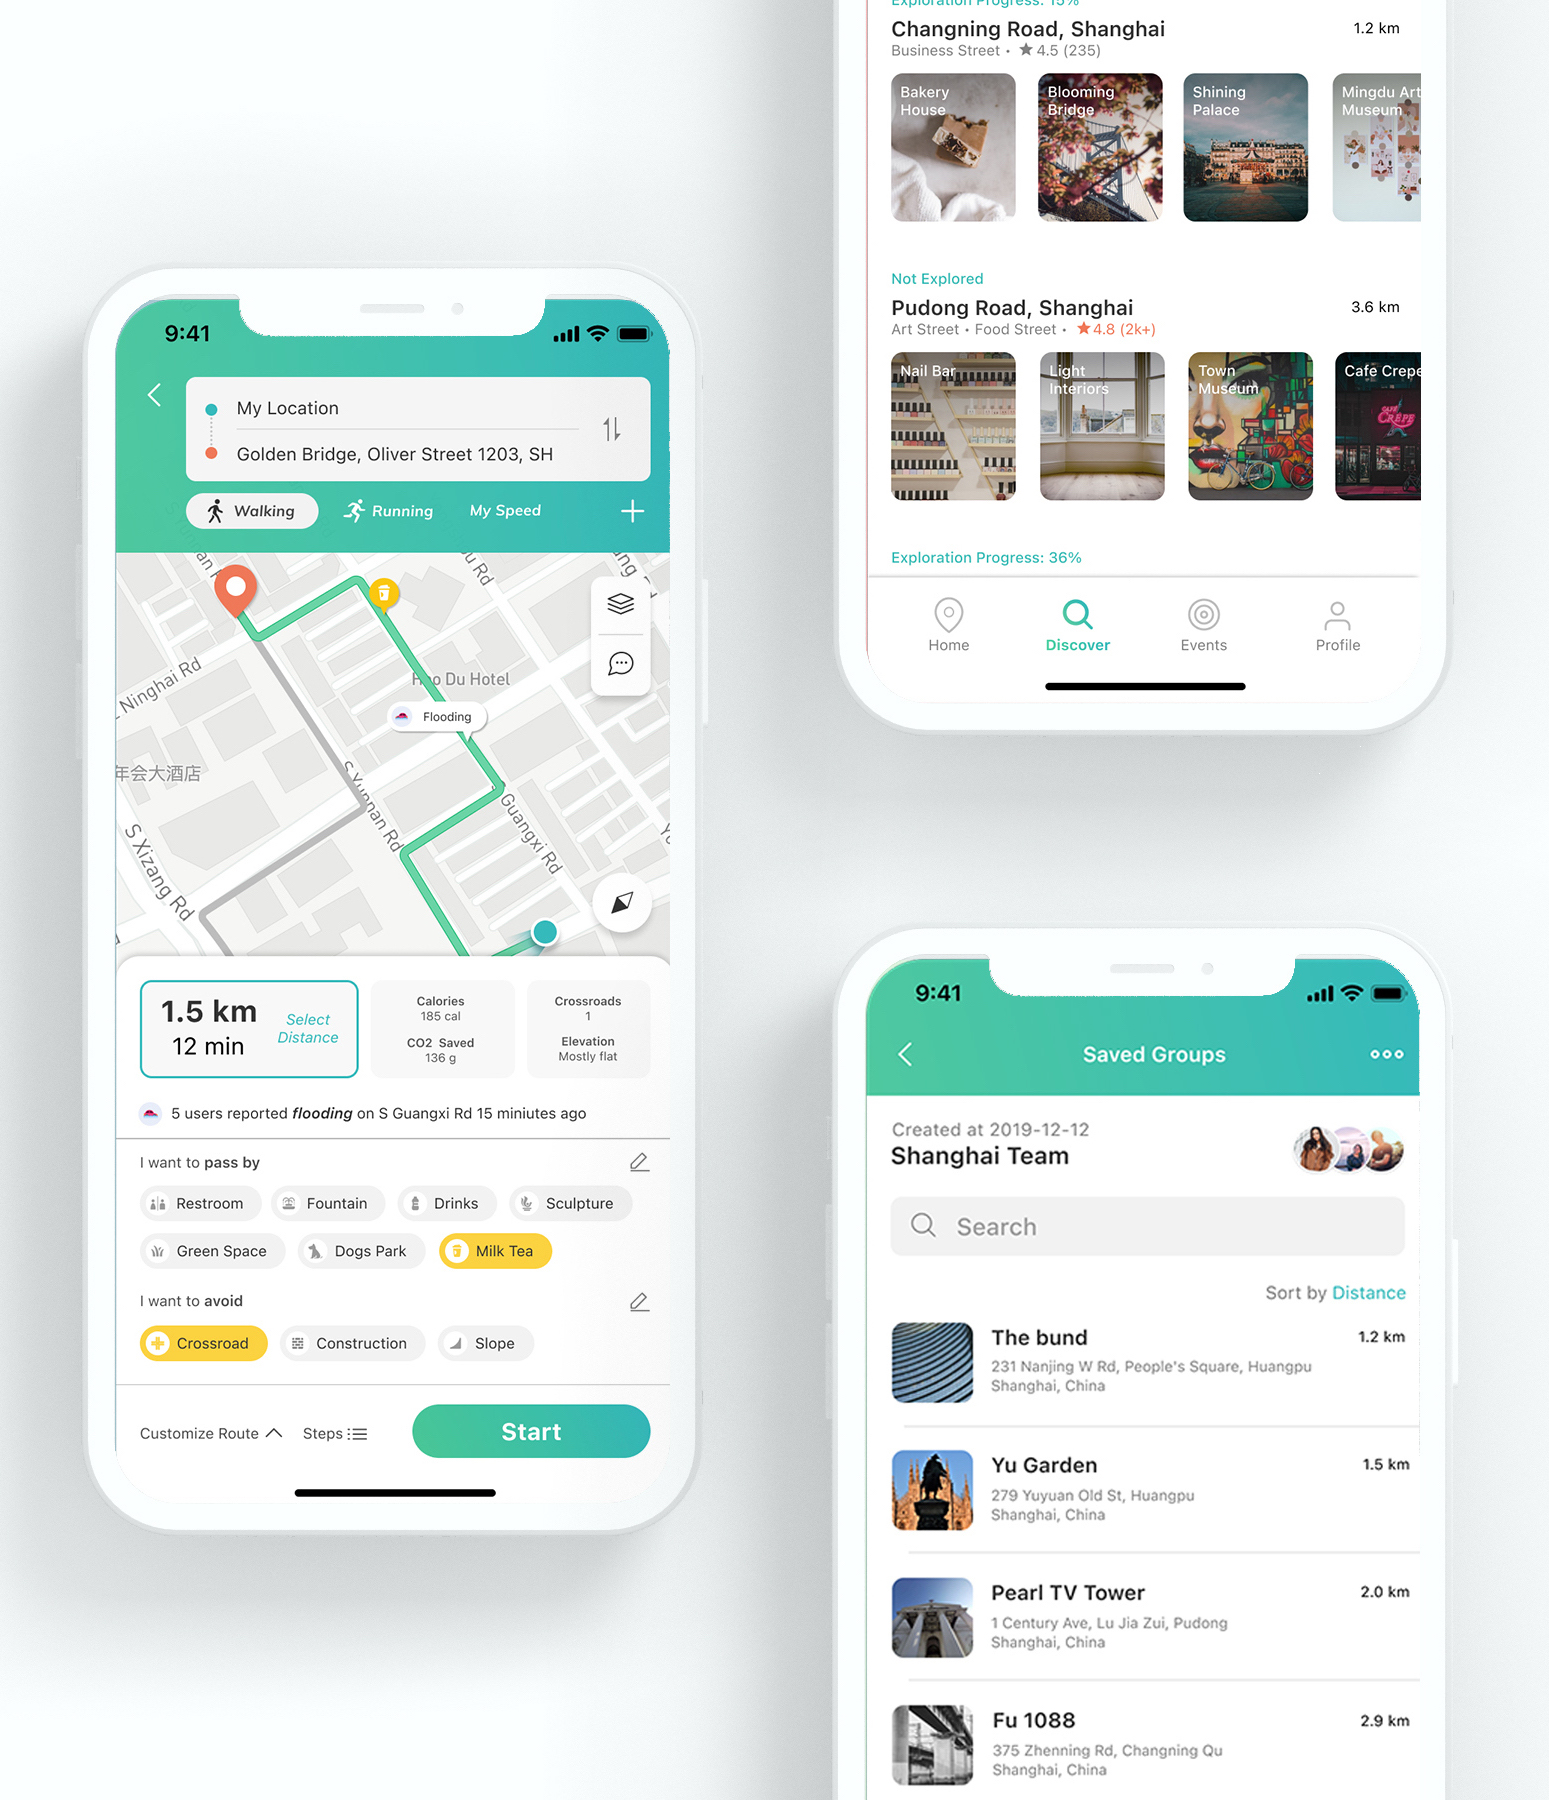 9:41
My Location
Golden Bridge, Oliver Street 1203, SH
Walking
Running
My Speed
Ninghai Rd
Hao Du Hotel
Flooding
年会大酒店
S Yunnan Rd
S Xizang Rd
Guangxi Rd
1.5 km
12 min
Select
Distance
Calories
185 cal
CO2 Saved
136 g
Crossroads
1
Elevation
Mostly flat
5 users reported flooding on S Guangxi Rd 15 miniutes ago
I want to pass by
Restroom
Fountain
Drinks
Sculpture
Green Space
Dogs Park
Milk Tea
I want to avoid
Crossroad
Construction
Slope
Customize Route
Steps
Start
Exploration Progress: 15%
Changning Road, Shanghai
1.2 km
Business Street • ★ 4.5 (235)
Bakery
House
Blooming
Bridge
Shining
Palace
Mingdu Art
Museum
Not Explored
Pudong Road, Shanghai
3.6 km
Art Street • Food Street • ★ 4.8 (2k+)
Nail Bar
Light
Interiors
Town
Museum
Café Crepe
CAFE
CRÊPE
Exploration Progress: 36%
Home
Discover
Events
Profile
9:41
Saved Groups
Created at 2019-12-12
Shanghai Team
Search
Sort by Distance
The bund
1.2 km
231 Nanjing W Rd, People's Square, Huangpu
Shanghai, China
Yu Garden
1.5 km
279 Yuyuan Old St, Huangpu
Shanghai, China
Pearl TV Tower
2.0 km
1 Century Ave, Lu Jia Zui, Pudong
Shanghai, China
Fu 1088
2.9 km
375 Zhenning Rd, Changning Qu
Shanghai, China